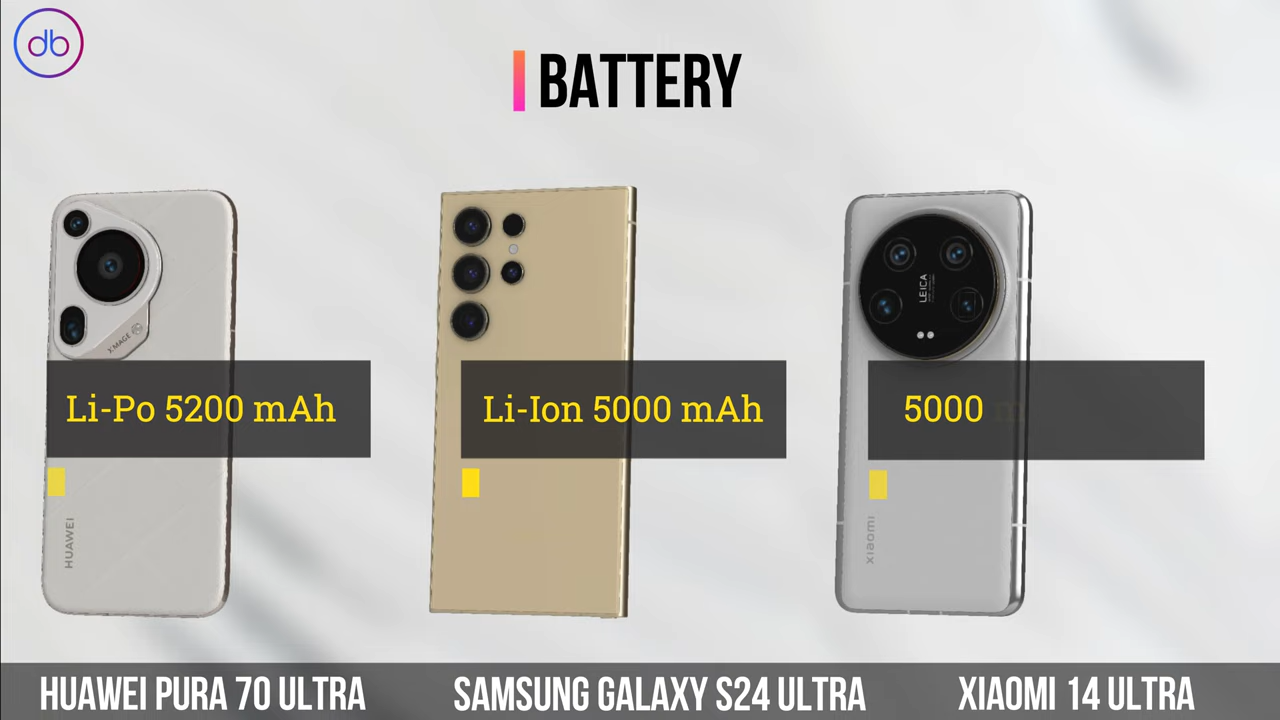 db
BATTERY
XMAGE
LEICA
Li-Po 5200 mAh
Li-Ion 5000 mAh
5000 m
HUAWEI
xiaomi
HUAWEI PURA 70 ULTRA
SAMSUNG GALAXY S24 ULTRA
XIAOMI 14 ULTRA